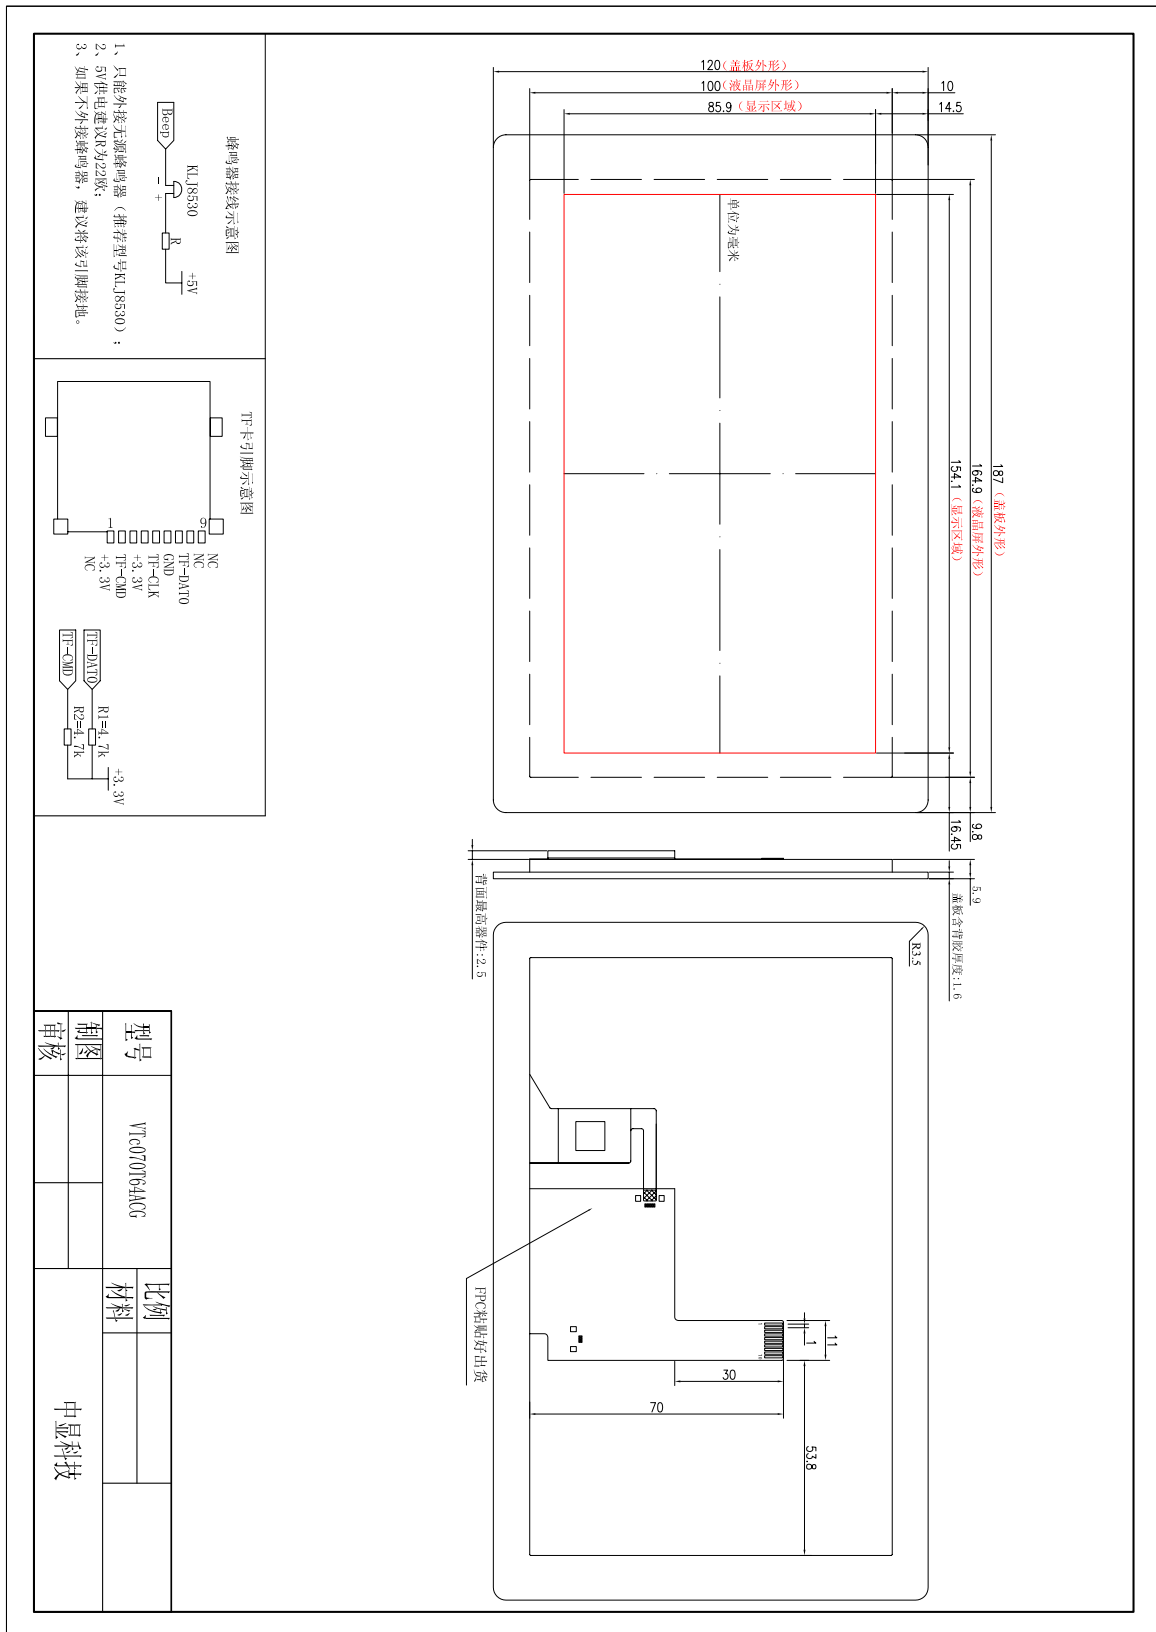 120(盖板外形)
100(液晶屏外形)
85.9(显示区域)
10
14.5
单位为毫米
187(盖板外形)
164.9(液晶屏外形)
154.1(显示区域)
9.8
16.45
5.9
盖板含背胶厚度:1.6
背面最高器件:2.5
R3.5
FPC粘贴好出货
1
10
1
11
30
70
53.8
蜂鸣器接线示意图
Beep
KLJ8530
- +
R
+5V
1、只能外接无源蜂鸣器（推荐型号KLJ8530）;
2、5V供电建议R为22欧;
3、如果不外接蜂鸣器，建议将该引脚接地。
TF卡引脚示意图
1
9
NC
NC
TF-DAT0
GND
TF-CLK
+3.3V
TF-CMD
+3.3V
NC
TF-DAT0
R1=4.7k
TF-CMD
R2=4.7k
+3.3V
型号
VTc070T64ACG
比例
材料
制图
审核
中显科技